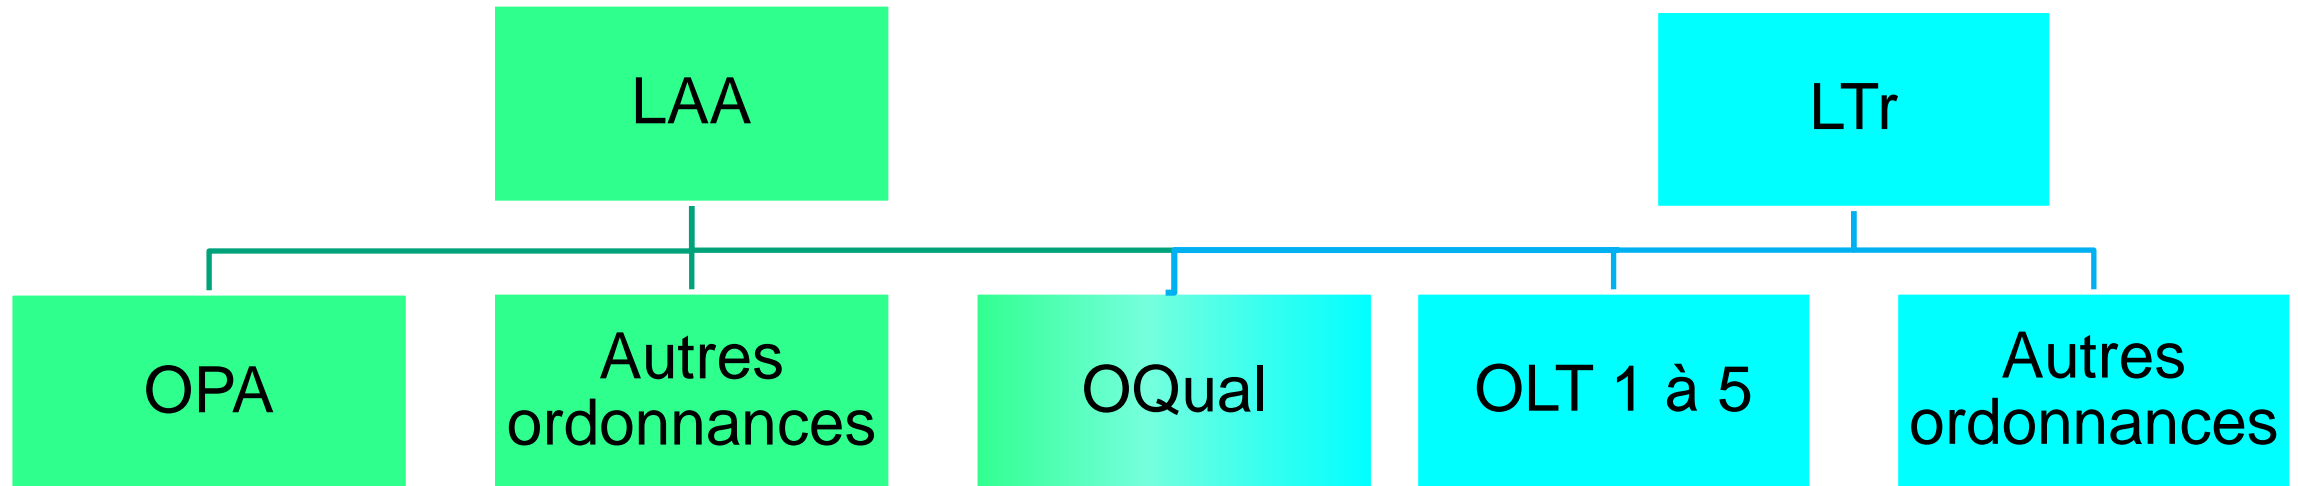 LAA
LTr
OPA
Autres
ordonnances
OQual
OLT 1 à 5
Autres
ordonnances